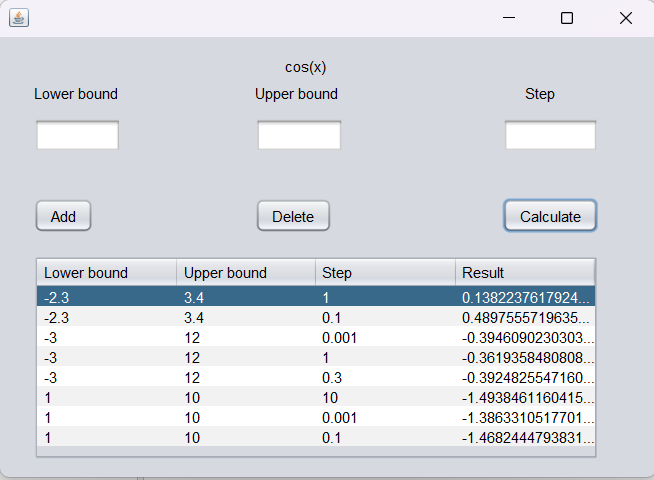 cos(x)
Lower bound Upper bound Step
Add Delete Calculate
Lower bound Upper bound Step Result
-2.3 3.4 1 0.1382237617924...
-2.3 3.4 0.1 0.4897555719635...
-3 12 0.001 -0.3946090230303...
-3 12 1 -0.3619358480808...
-3 12 0.3 -0.3924825547160...
1 10 10 -1.4938461160415...
1 10 0.001 -1.3863310517701...
1 10 0.1 -1.4682444793831...